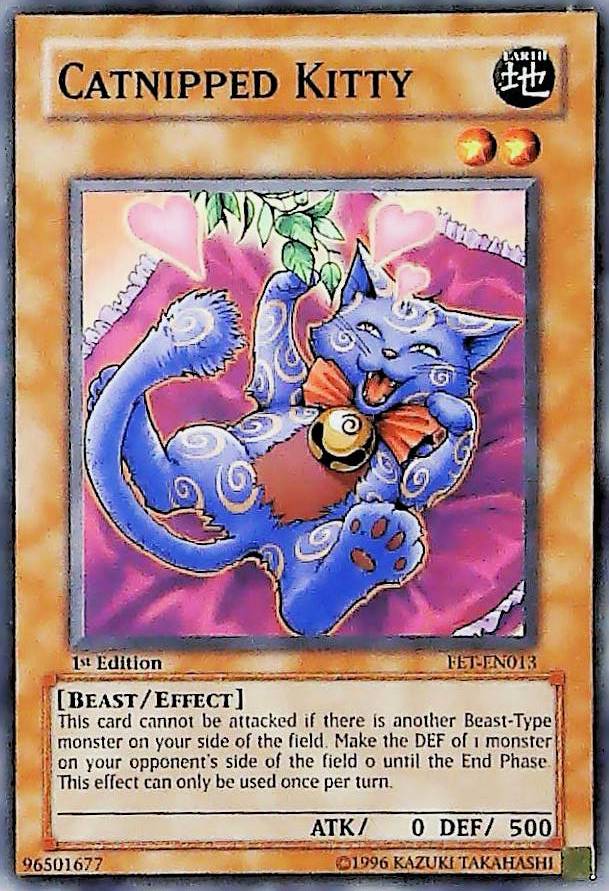 CATNIPPED KITTY
EARTH
地
1st Edition
FET-EN013
[BEAST/EFFECT]
This card cannot be attacked if there is another Beast-Type
monster on your side of the field. Make the DEF of 1 monster
on your opponent's side of the field 0 until the End Phase.
This effect can only be used once per turn.
ATK/ 0 DEF/ 500
96501677
©1996 KAZUKI TAKAHASHI